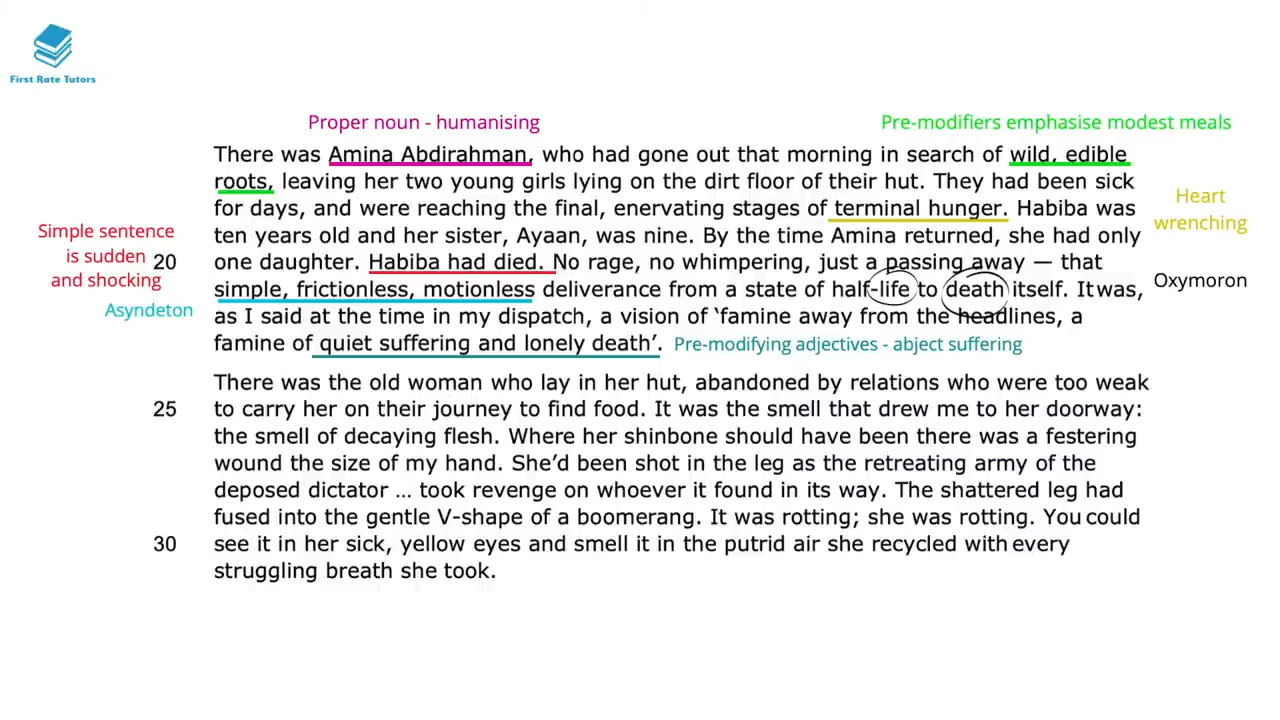 First Rate Tutors
Proper noun - humanising
Pre-modifiers emphasise modest meals
There was Amina Abdirahman, who had gone out that morning in search of wild, edible
roots, leaving her two young girls lying on the dirt floor of their hut. They had been sick
for days, and were reaching the final, enervating stages of terminal hunger. Habiba was
ten years old and her sister, Ayaan, was nine. By the time Amina returned, she had only
20 one daughter. Habiba had died. No rage, no whimpering, just a passing away — that
simple, frictionless, motionless deliverance from a state of half-life to death itself. It was,
as I said at the time in my dispatch, a vision of ‘famine away from the headlines, a
famine of quiet suffering and lonely death’.
Heart
wrenching
Simple sentence
is sudden
and shocking
Oxymoron
Asyndeton
Pre-modifying adjectives - abject suffering
There was the old woman who lay in her hut, abandoned by relations who were too weak
25 to carry her on their journey to find food. It was the smell that drew me to her doorway:
the smell of decaying flesh. Where her shinbone should have been there was a festering
wound the size of my hand. She’d been shot in the leg as the retreating army of the
deposed dictator ... took revenge on whoever it found in its way. The shattered leg had
fused into the gentle V-shape of a boomerang. It was rotting; she was rotting. You could
30 see it in her sick, yellow eyes and smell it in the putrid air she recycled with every
struggling breath she took.